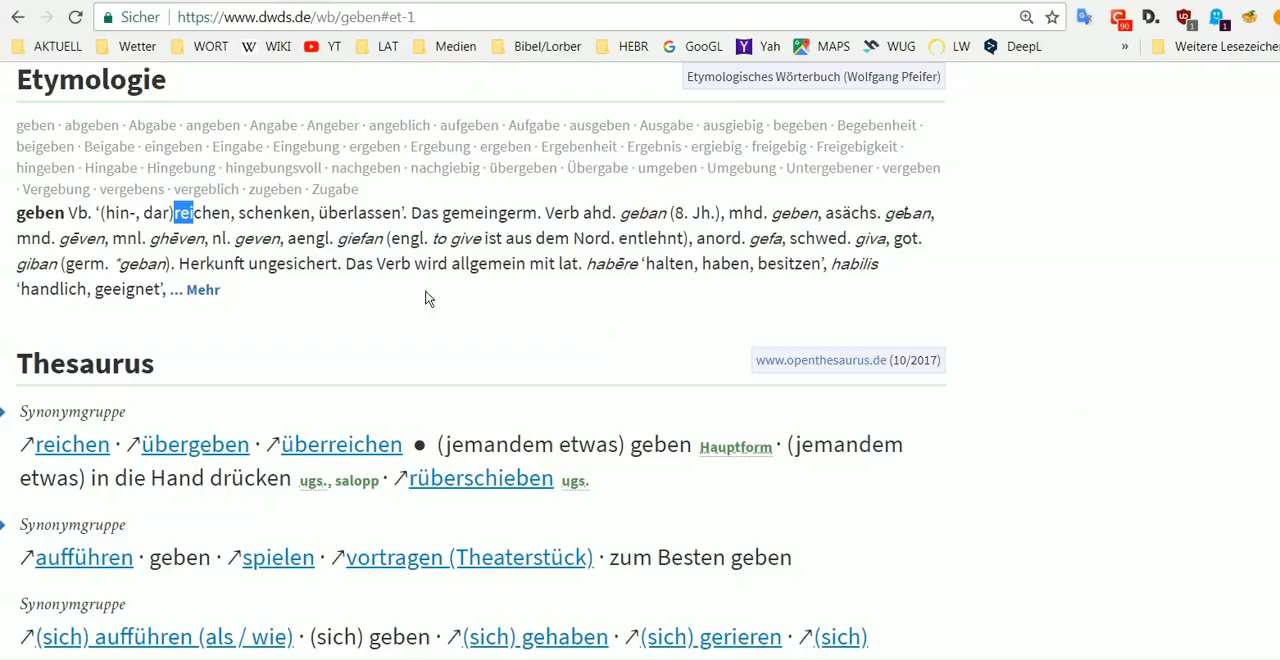 Sicher | https://www.dwds.de/wb/geben#et-1
90 D. 1 1
AKTUELL Wetter WORT WIKI YT LAT Medien Bibel/Lorber HEBR GooGL Yah MAPS WUG LW DeepL » Weitere Lesezeiche
Etymologie
Etymologisches Wörterbuch (Wolfgang Pfeifer)
geben · abgeben · Abgabe · angeben · Angabe · Angeber · angeblich · aufgeben · Aufgabe · ausgeben · Ausgabe · ausgiebig · begeben · Begebenheit ·
beigeben · Beigabe · eingeben · Eingabe · Eingebung · ergeben · Ergebung · ergeben · Ergebenheit · Ergebnis · ergiebig · freigebig · Freigebigkeit ·
hingeben · Hingabe · Hingebung · hingebungsvoll · nachgeben · nachgiebig · übergeben · Übergabe · umgeben · Umgebung · Untergebener · vergeben
· Vergebung · vergebens · vergeblich · zugeben · Zugabe
geben Vb. ‘(hin-, dar)reichen, schenken, überlassen’. Das gemeingerm. Verb ahd. geban (8. Jh.), mhd. geben, asächs. geƀan,
mnd. gēven, mnl. ghēven, nl. geven, aengl. giefan (engl. to give ist aus dem Nord. entlehnt), anord. gefa, schwed. giva, got.
giban (germ. *geban). Herkunft ungesichert. Das Verb wird allgemein mit lat. habēre ‘halten, haben, besitzen’, habilis
‘handlich, geeignet’, ... Mehr
Thesaurus
www.openthesaurus.de (10/2017)
Synonymgruppe
↗reichen · ↗übergeben · ↗überreichen ● (jemandem etwas) geben Hauptform · (jemandem
etwas) in die Hand drücken ugs., salopp · ↗rüberschieben ugs.
Synonymgruppe
↗aufführen · geben · ↗spielen · ↗vortragen (Theaterstück) · zum Besten geben
Synonymgruppe
↗(sich) aufführen (als / wie) · (sich) geben · ↗(sich) gehaben · ↗(sich) gerieren · ↗(sich)